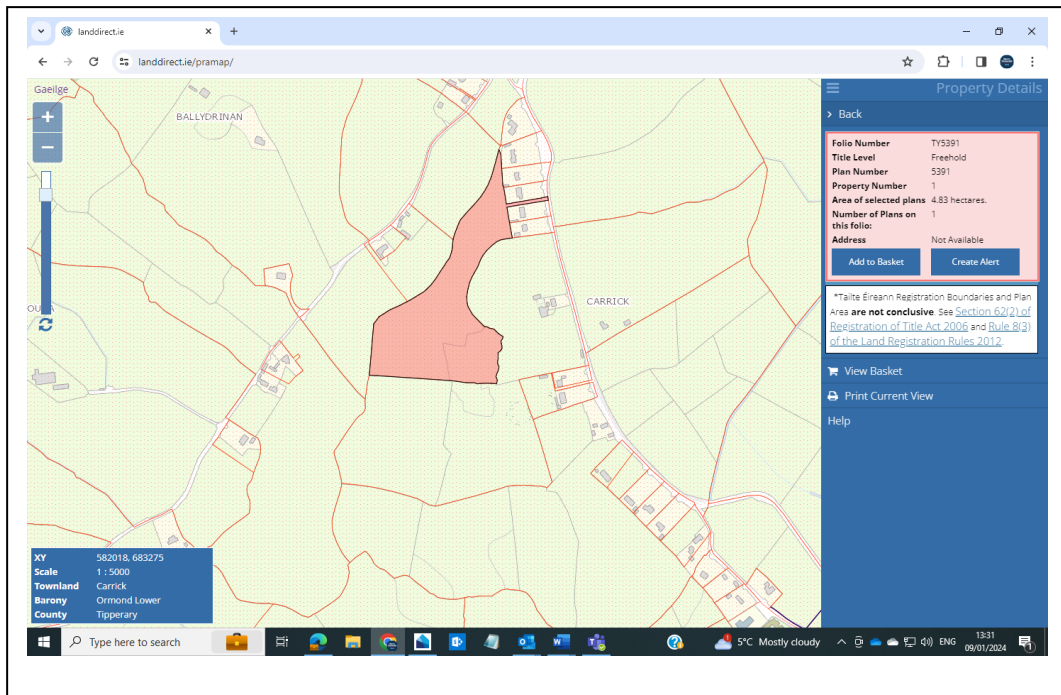 landdirect.ie
landdirect.ie/pramap/
Gaeilge
BALLYDRINAN
CARRICK
Property Details
Back
Folio Number TY5391
Title Level Freehold
Plan Number 5391
Property Number 1
Area of selected plans 4.83 hectares.
Number of Plans on 1
this folio:
Address Not Available
Add to Basket Create Alert
*Tailte Éireann Registration Boundaries and Plan
Area are not conclusive. See Section 62(2) of
Registration of Title Act 2006 and Rule 8(3)
of the Land Registration Rules 2012.
View Basket
Print Current View
Help
XY 582018, 683275
Scale 1 : 5000
Townland Carrick
Barony Ormond Lower
County Tipperary
Type here to search
5°C Mostly cloudy
ENG
13:31
09/01/2024